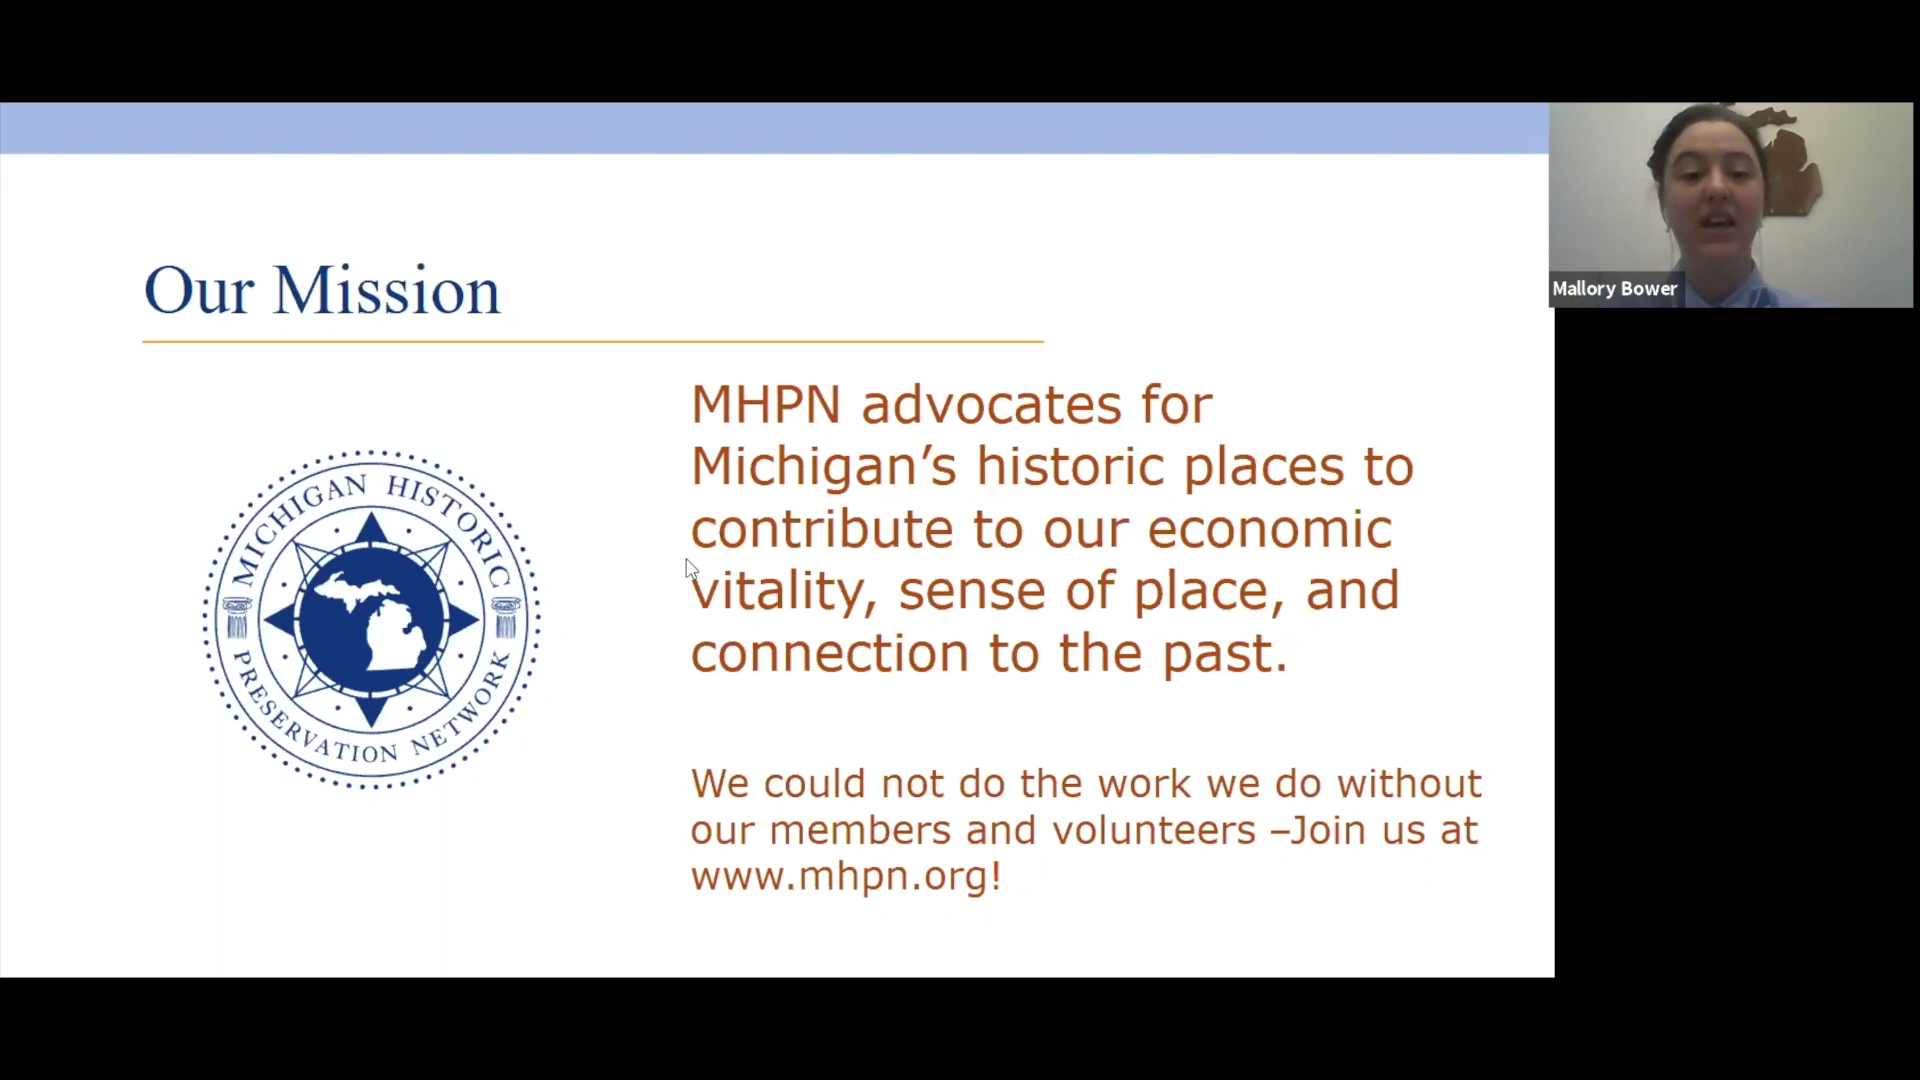 Our Mission
MHPN advocates for
Michigan’s historic places to
contribute to our economic
vitality, sense of place, and
connection to the past.
MICHIGAN HISTORIC
PRESERVATION NETWORK
We could not do the work we do without
our members and volunteers –Join us at
www.mhpn.org!
Mallory Bower